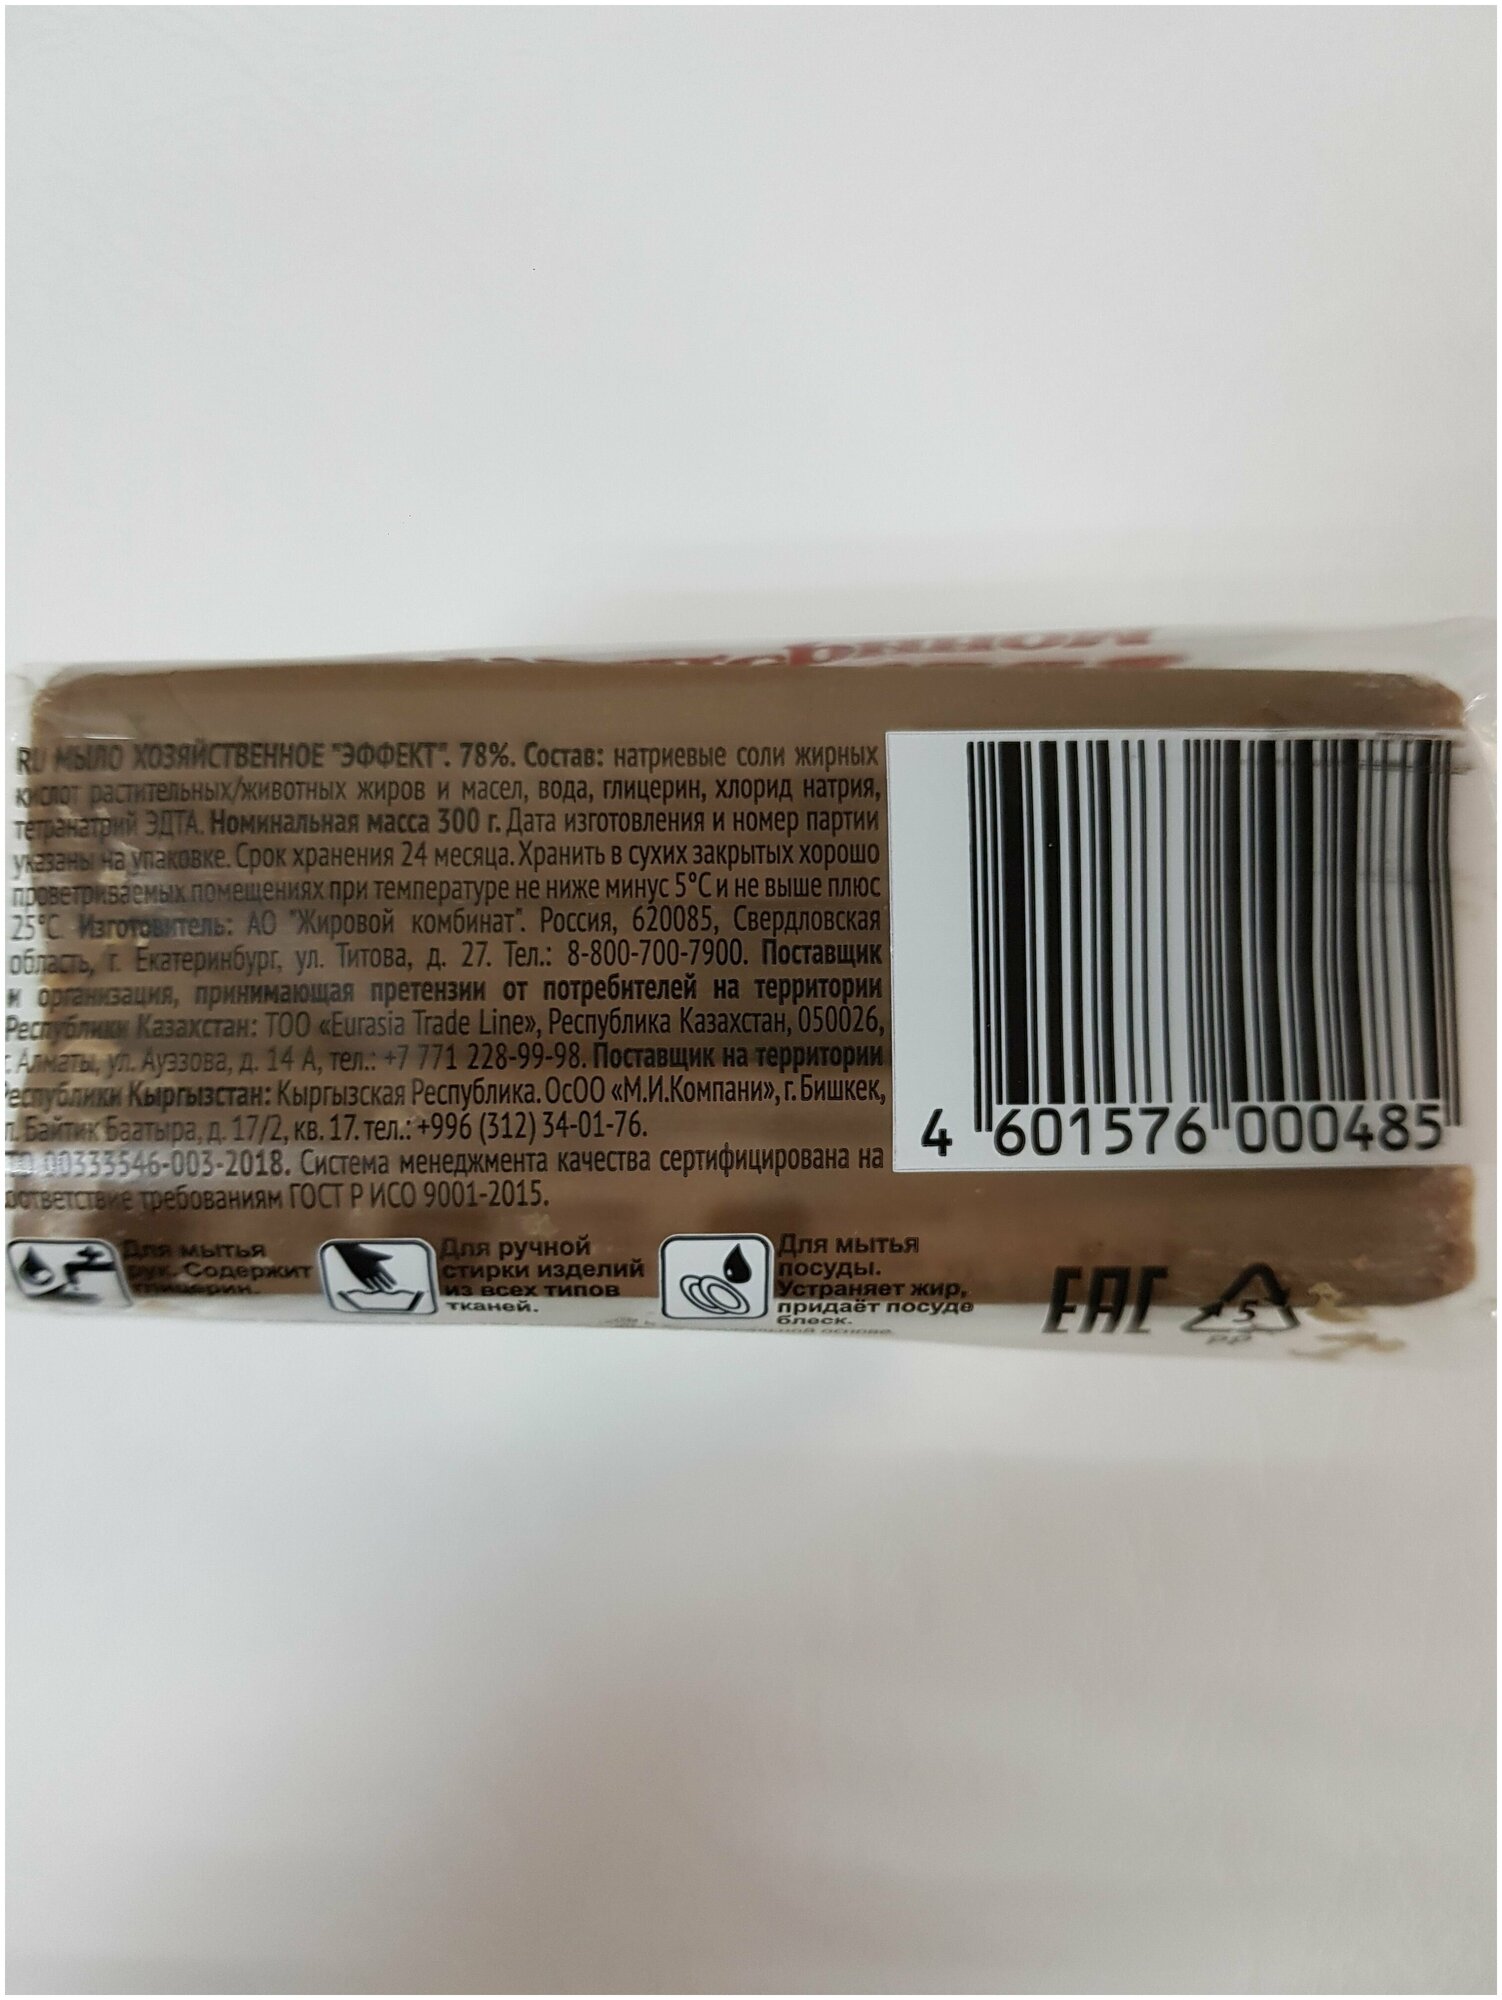 RU МЫЛО ХОЗЯЙСТВЕННОЕ "ЭФФЕКТ". 78%. Состав: натриевые соли жирных
кислот растительных/животных жиров и масел, вода, глицерин, хлорид натрия,
тетранатрий ЭДТА. Номинальная масса 300 г. Дата изготовления и номер партии
указаны на упаковке. Срок хранения 24 месяца. Хранить в сухих закрытых хорошо
проветриваемых помещениях при температуре не ниже минус 5°С и не выше плюс
25°С. Изготовитель: АО "Жировой комбинат". Россия, 620085, Свердловская
область, г. Екатеринбург, ул. Титова, д. 27. Тел.: 8-800-700-7900. Поставщик
и организация, принимающая претензии от потребителей на территории
Республики Казахстан: ТОО «Eurasia Trade Line», Республика Казахстан, 050026,
г. Алматы, ул. Ауэзова, д. 14 А, тел.: +7 771 228-99-98. Поставщик на территории
Республики Кыргызстан: Кыргызская Республика. ОсОО «М.И.Компани», г. Бишкек,
Байтик Баатыра, д. 17/2, кв. 17. тел.: +996 (312) 34-01-76.
00333546-003-2018. Система менеджмента качества сертифицирована на
соответствие требованиям ГОСТ Р ИСО 9001-2015.
4 601576 000485
Для мытья
рук. Содержит
глицерин.
Для ручной
стирки изделий
из всех типов
тканей.
Для мытья
посуды.
Устраняет жир,
придаёт посуде
блеск.
ЕАС
5
PP